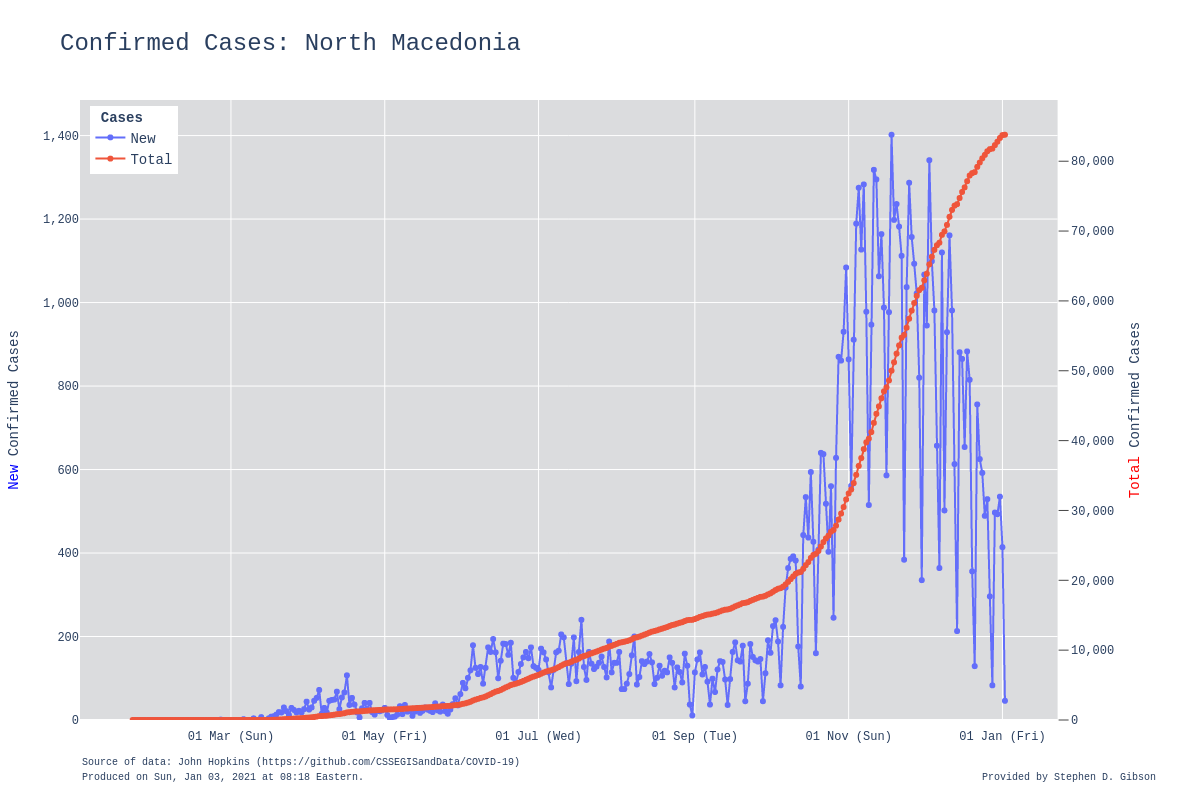 Confirmed Cases: North Macedonia
Cases
New
Total
1,400
1,200
1,000
800
600
400
200
0
New Confirmed Cases
80,000
70,000
60,000
50,000
40,000
30,000
20,000
10,000
0
Total Confirmed Cases
01 Mar (Sun)
01 May (Fri)
01 Jul (Wed)
01 Sep (Tue)
01 Nov (Sun)
01 Jan (Fri)
Source of data: John Hopkins (https://github.com/CSSEGISandData/COVID-19)
Produced on Sun, Jan 03, 2021 at 08:18 Eastern.
Provided by Stephen D. Gibson